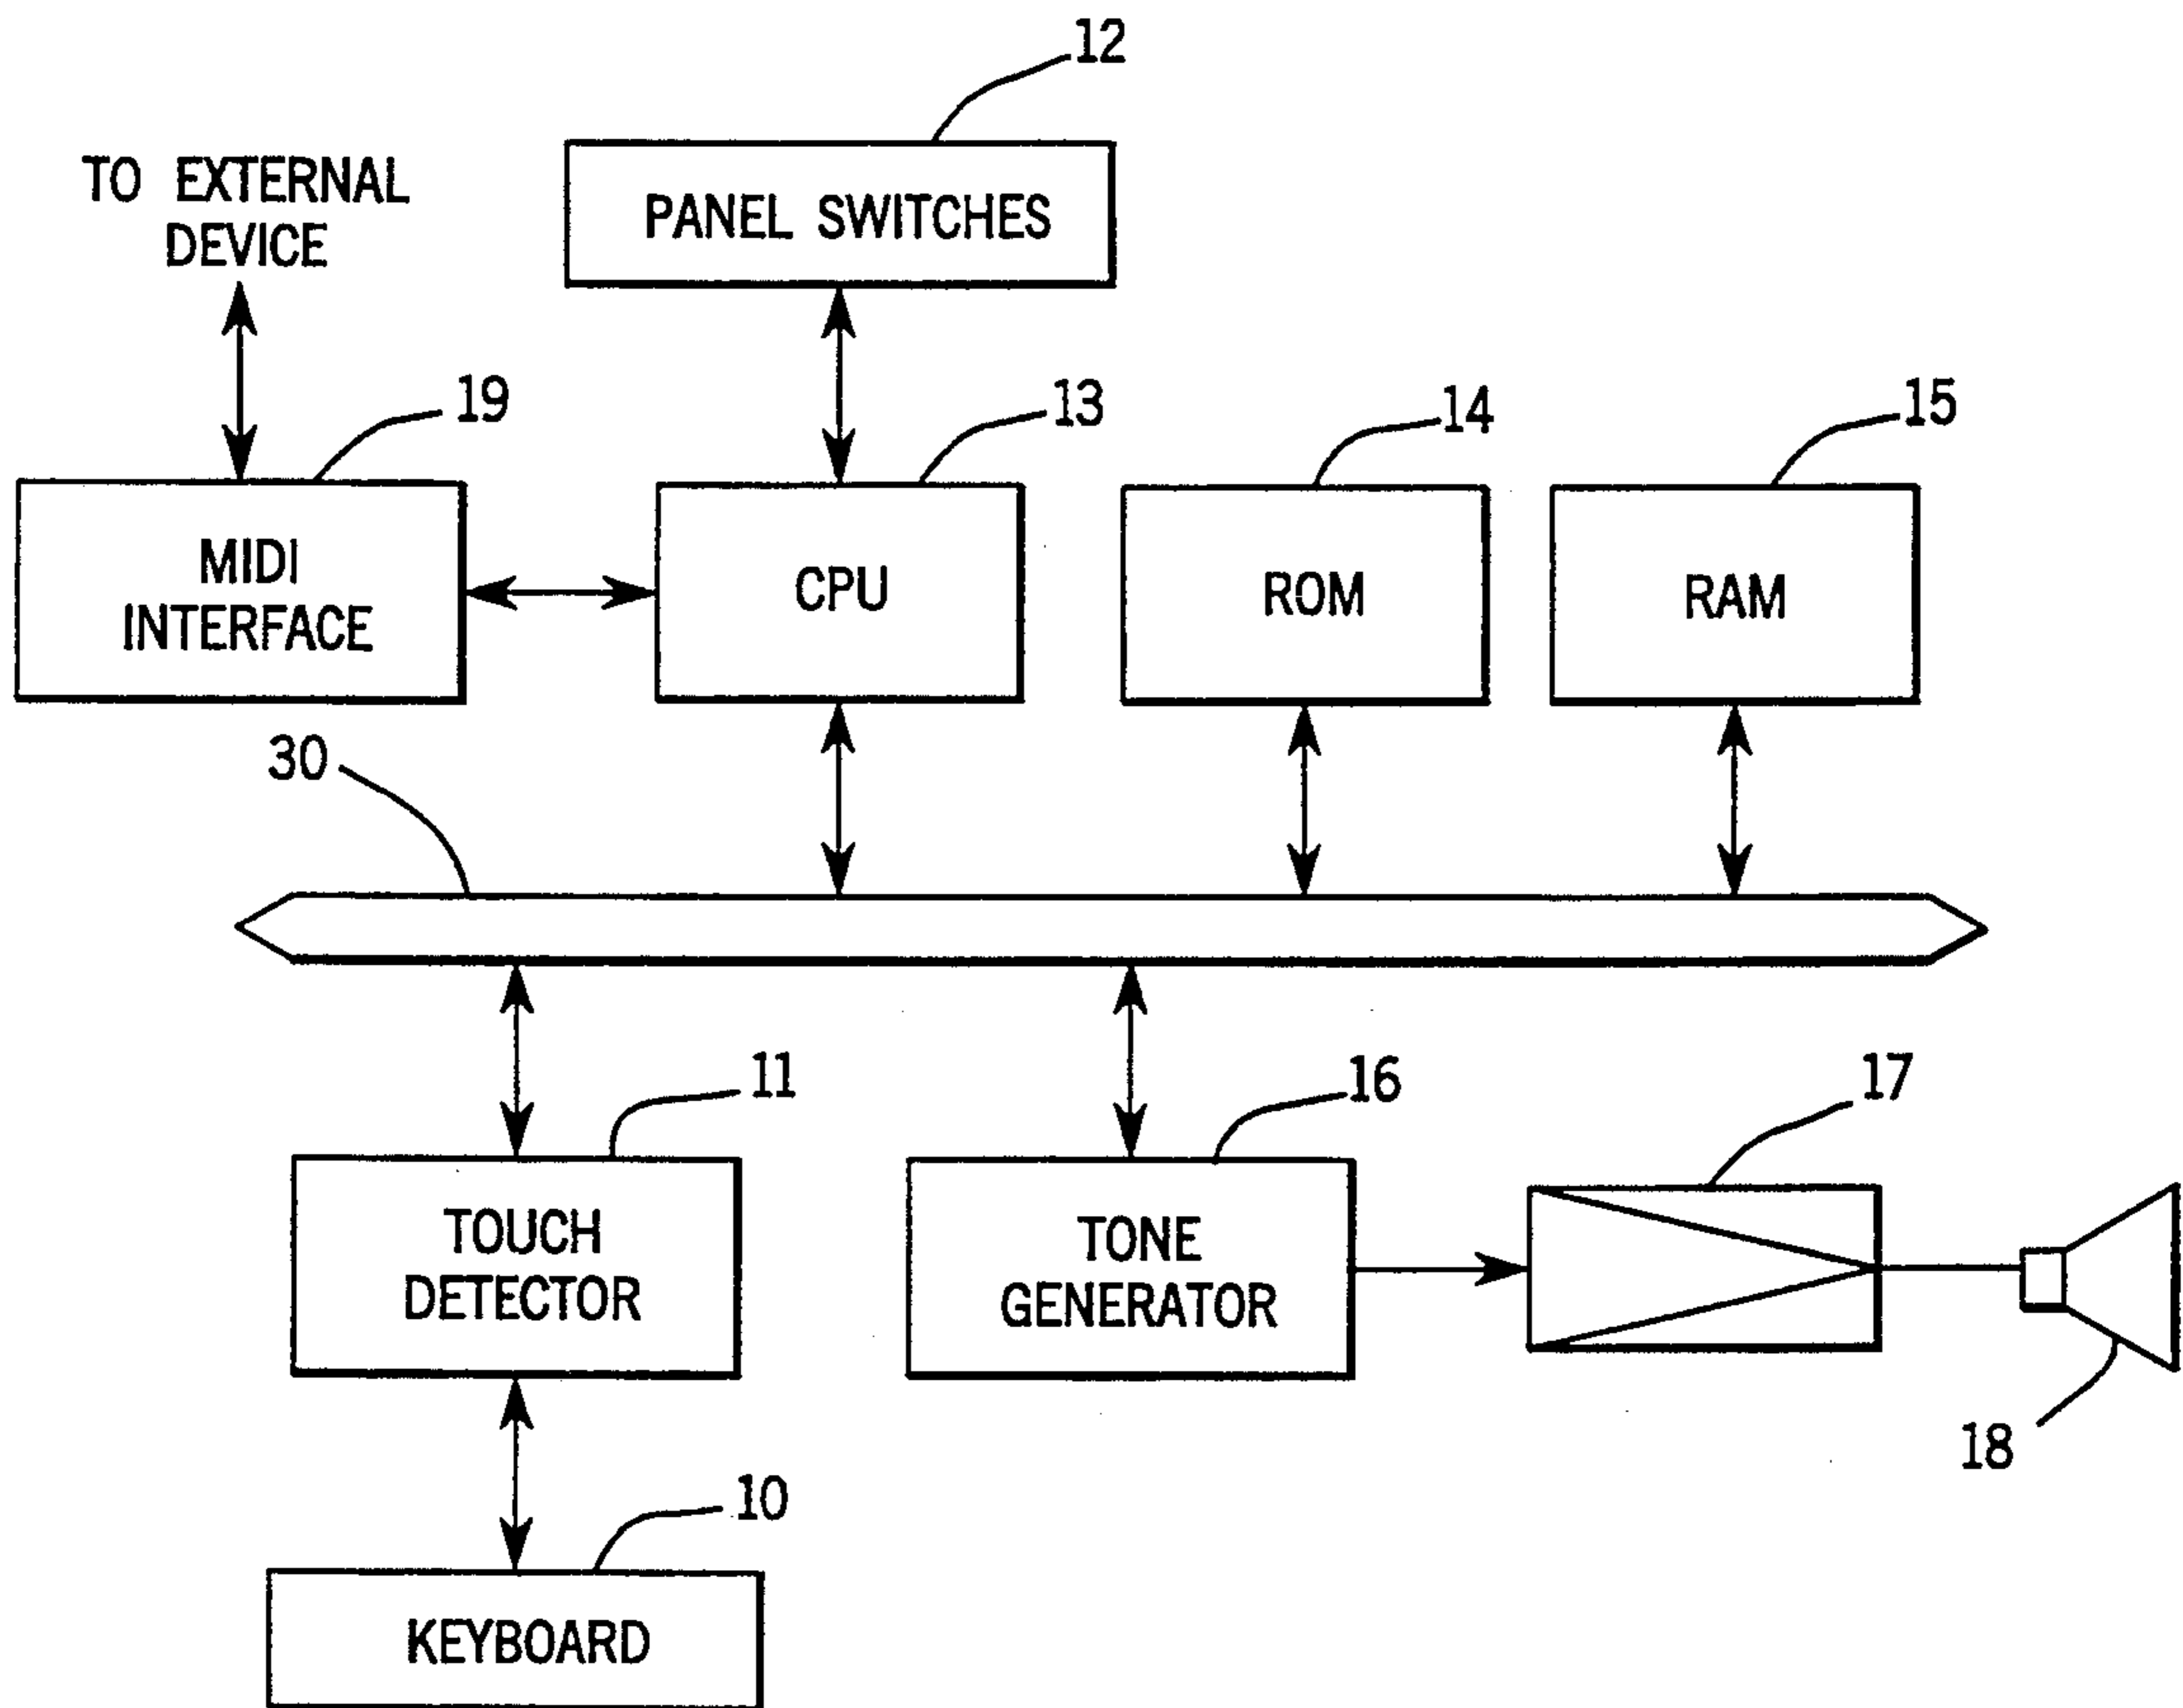 12
TO EXTERNAL
DEVICE
PANEL SWITCHES
19
13
14
15
MIDI
INTERFACE
CPU
ROM
RAM
30
11
16
17
TOUCH
DETECTOR
TONE
GENERATOR
18
10
KEYBOARD